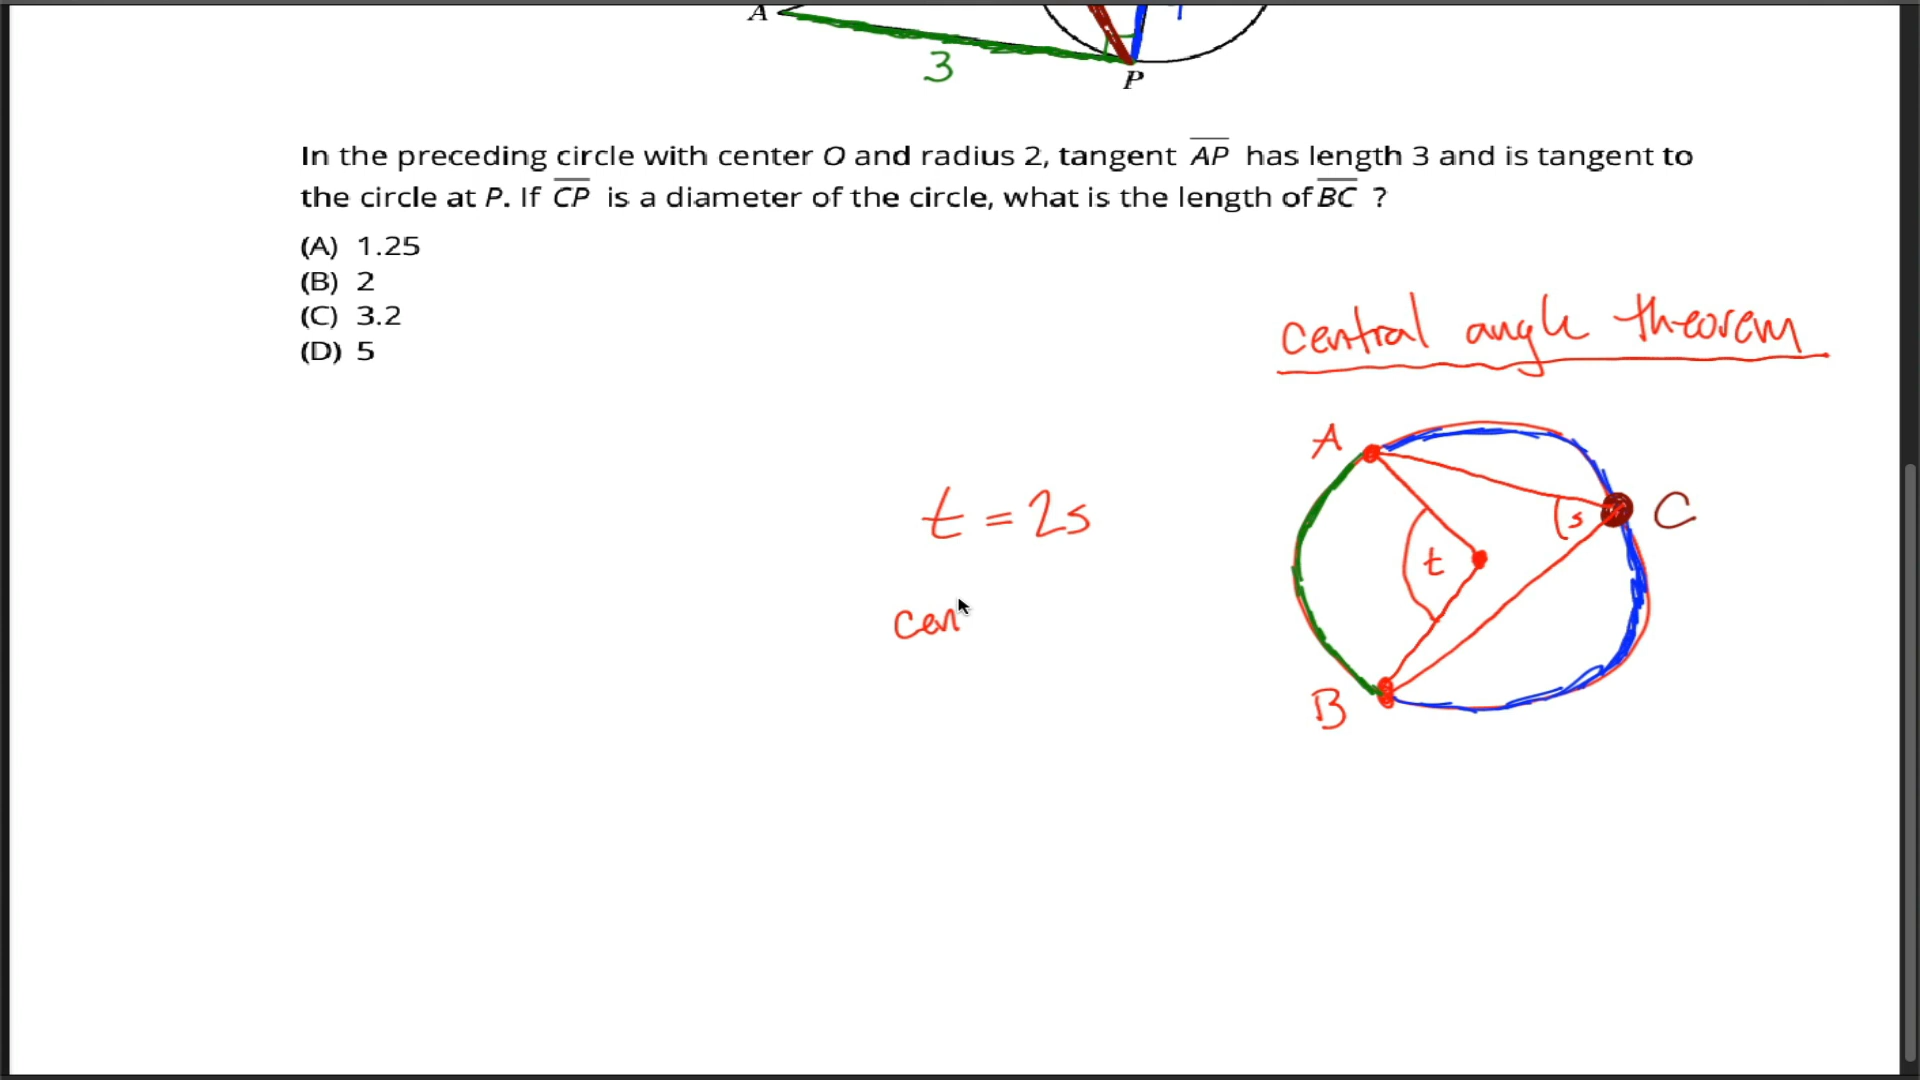 A
3
P
In the preceding circle with center O and radius 2, tangent AP has length 3 and is tangent to
the circle at P. If CP is a diameter of the circle, what is the length of BC ?
(A) 1.25
(B) 2
(C) 3.2
(D) 5
central angle theorem
A
C
s
t
t = 2s
cen
B